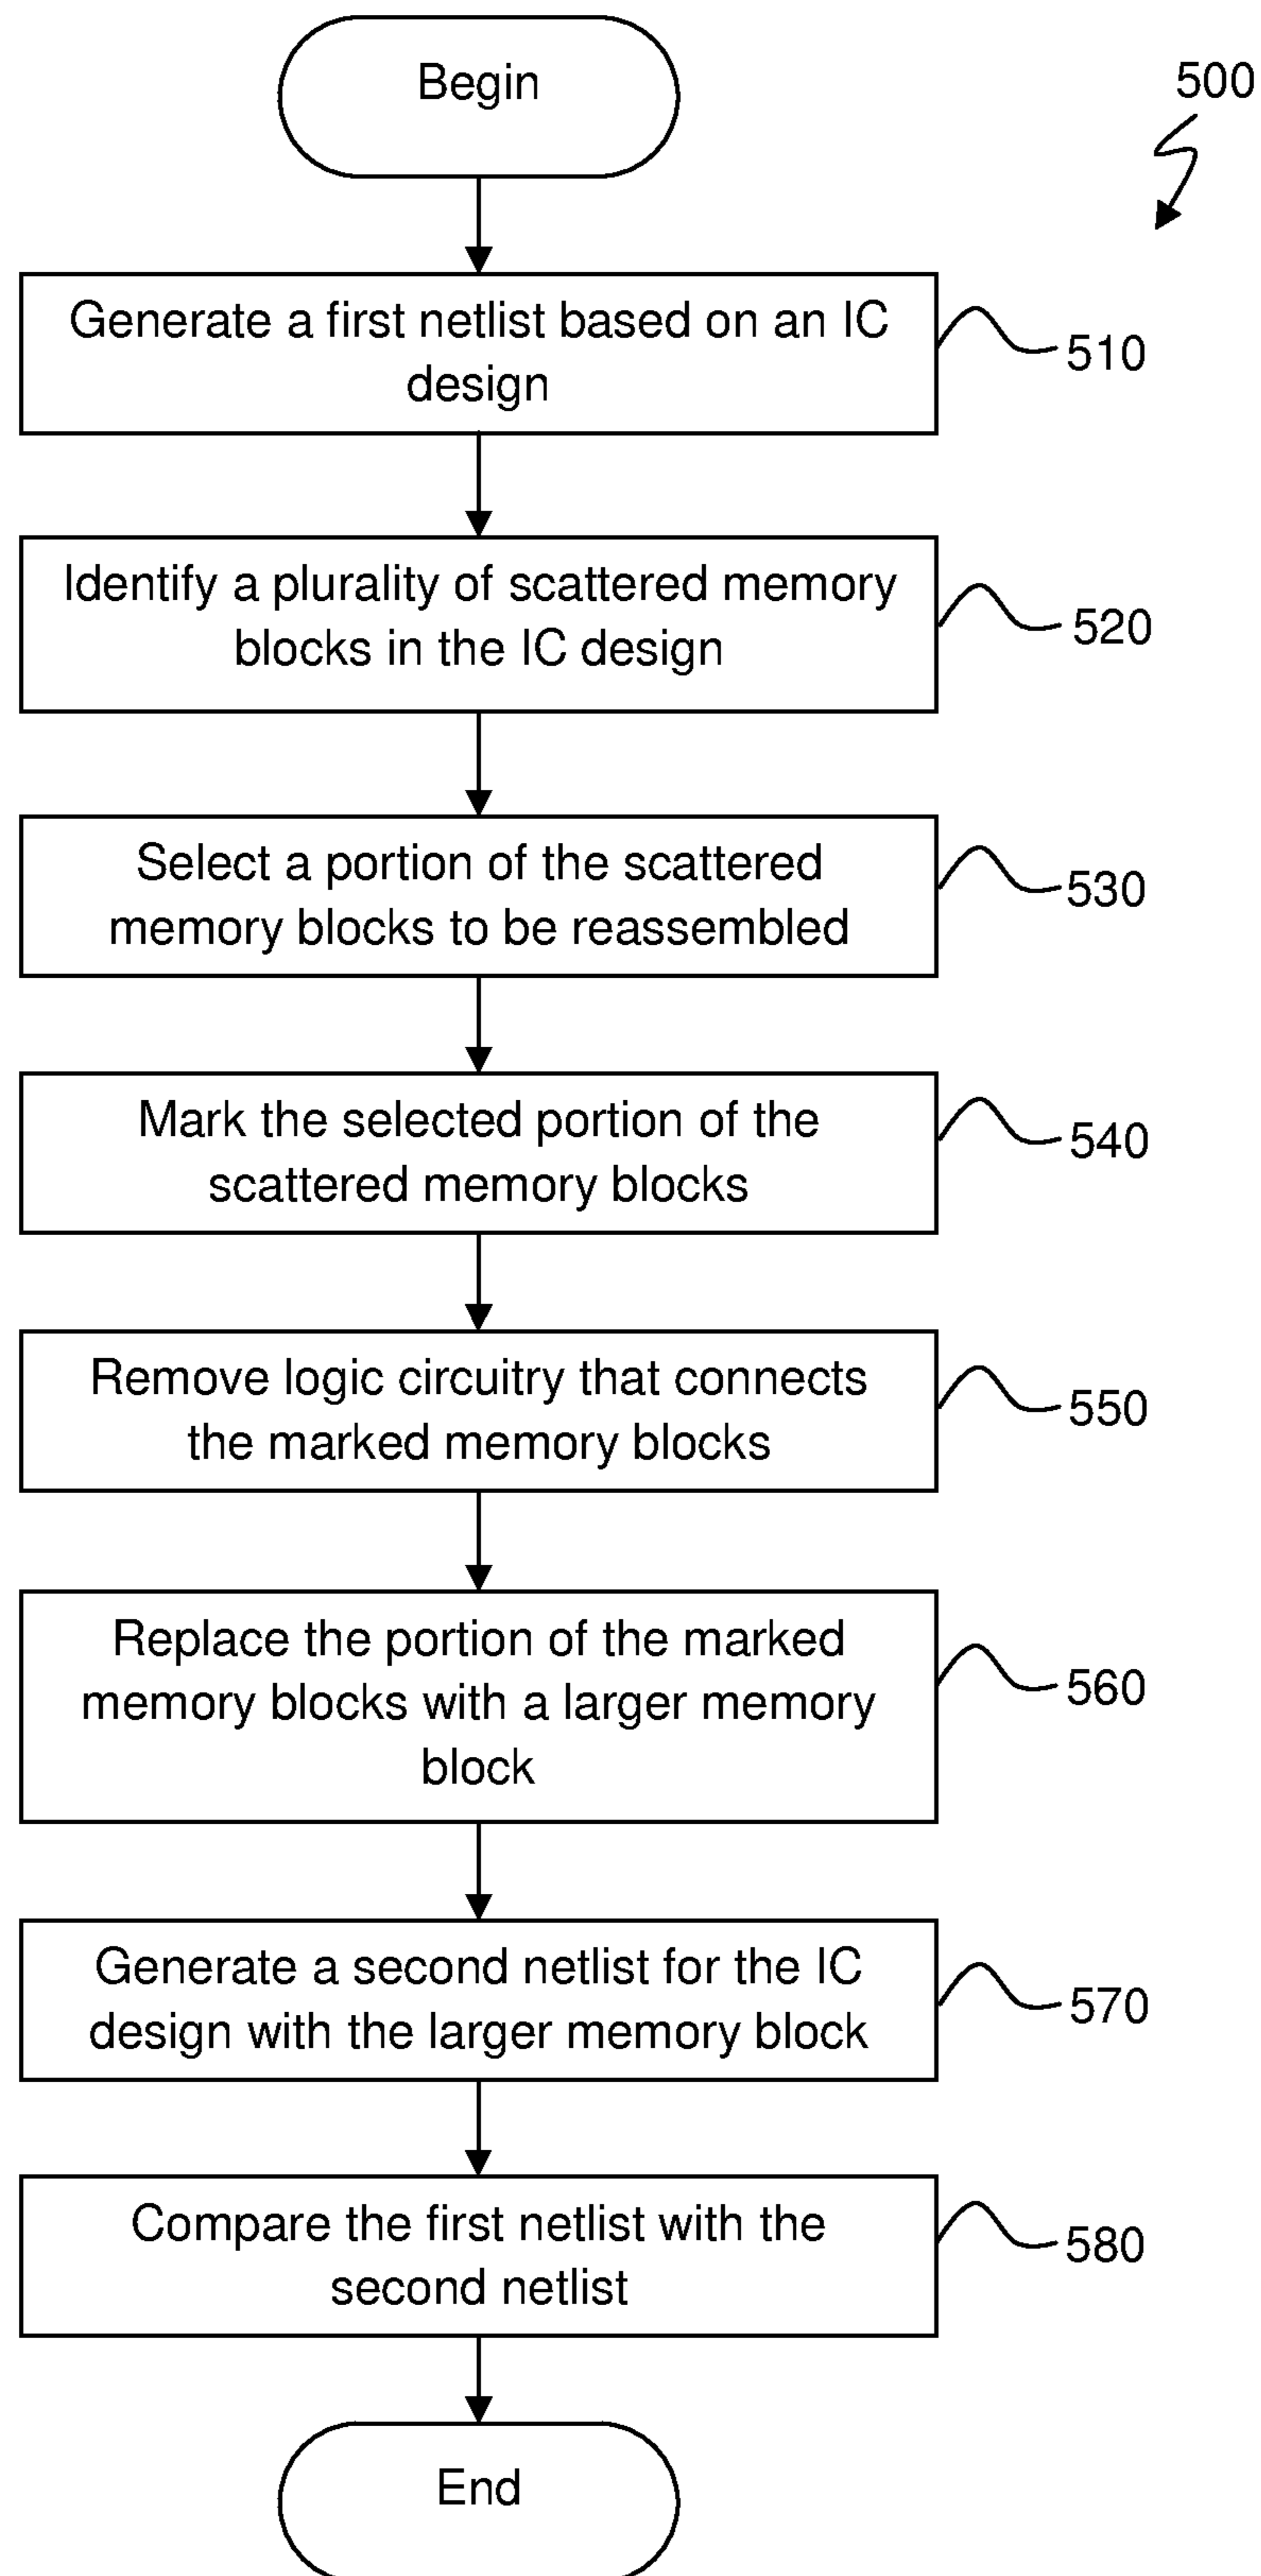 Begin
500
Generate a first netlist based on an IC
design
510
Identify a plurality of scattered memory
blocks in the IC design
520
Select a portion of the scattered
memory blocks to be reassembled
530
Mark the selected portion of the
scattered memory blocks
540
Remove logic circuitry that connects
the marked memory blocks
550
Replace the portion of the marked
memory blocks with a larger memory
block
560
Generate a second netlist for the IC
design with the larger memory block
570
Compare the first netlist with the
second netlist
580
End